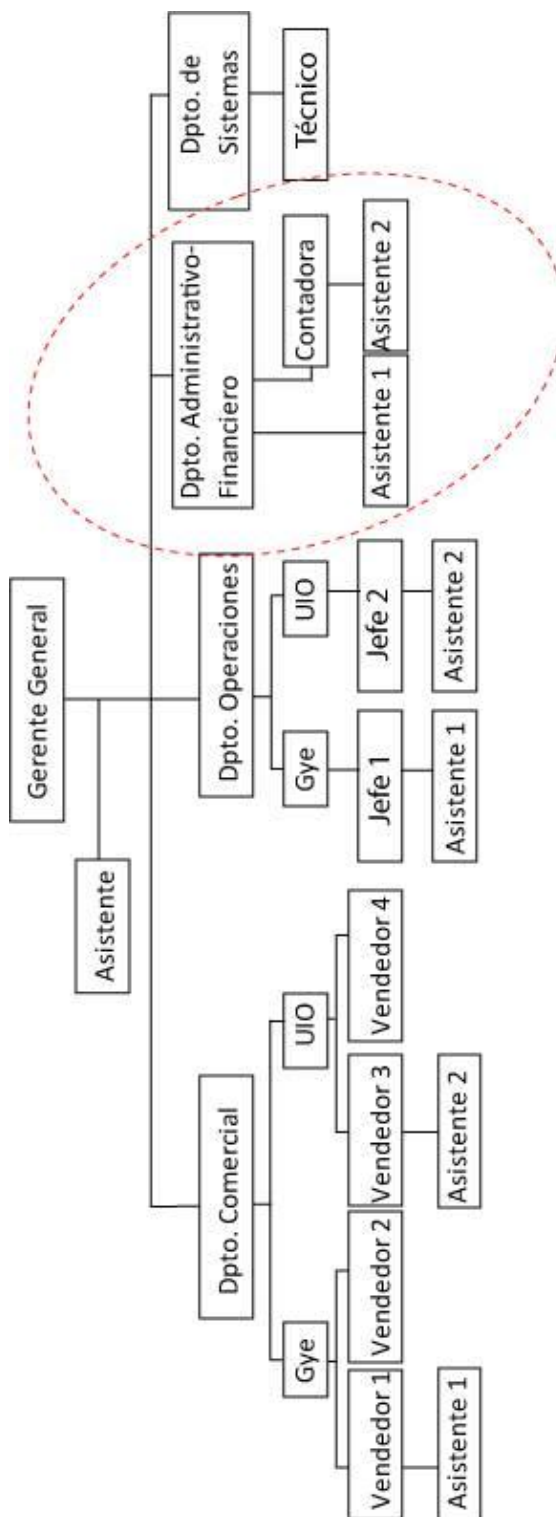 Gerente General
Asistente
Dpto. Comercial
Dpto. Operaciones
Dpto. Administrativo-
Financiero
Dpto. de
Sistemas
Gye
UIO
Gye
UIO
Contadora
Técnico
Vendedor 1
Vendedor 2
Vendedor 3
Vendedor 4
Jefe 1
Jefe 2
Asistente 1
Asistente 2
Asistente 1
Asistente 2
Asistente 1
Asistente 2